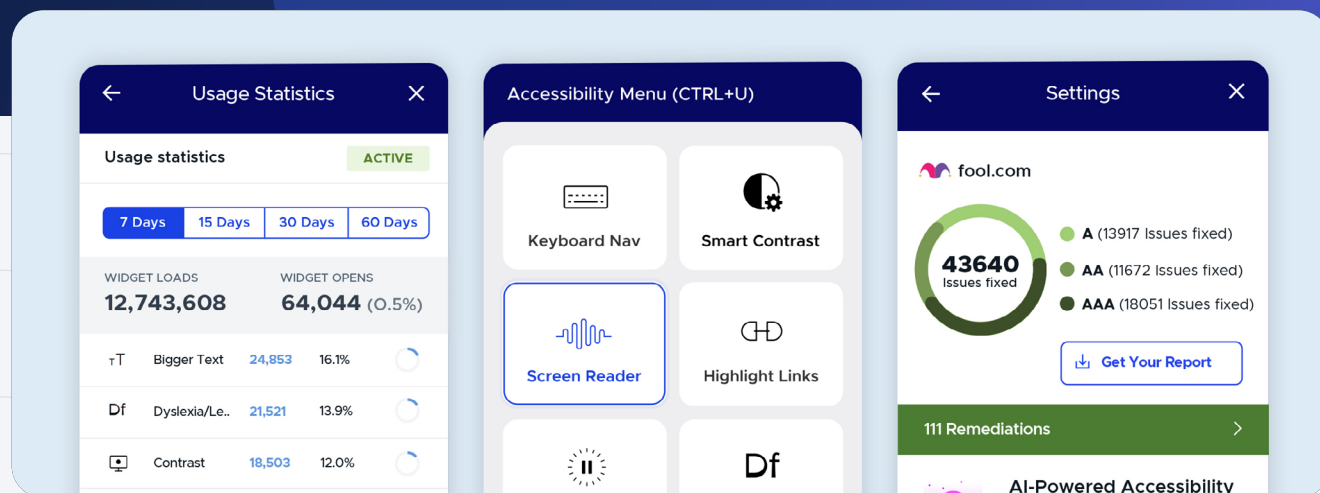 Usage Statistics
Usage statistics
ACTIVE
7 Days
15 Days
30 Days
60 Days
WIDGET LOADS
WIDGET OPENS
12,743,608
64,044 (0.5%)
TT Bigger Text 24,853 16.1%
Df Dyslexia/Le.. 21,521 13.9%
Contrast 18,503 12.0%
Accessibility Menu (CTRL+U)
Keyboard Nav
Smart Contrast
Screen Reader
Highlight Links
Df
Settings
fool.com
43640
Issues fixed
A (13917 Issues fixed)
AA (11672 Issues fixed)
AAA (18051 Issues fixed)
Get Your Report
111 Remediations
AI-Powered Accessibility